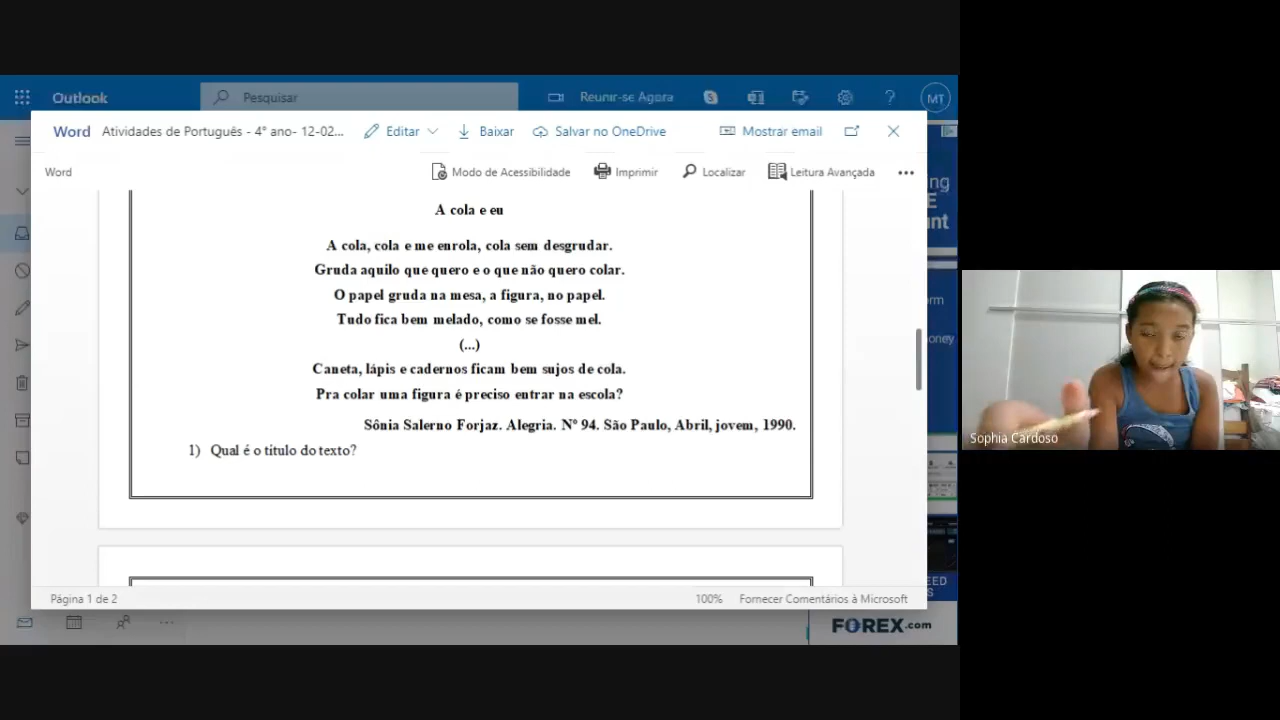 Outlook
Pesquisar
Reunir-se Agora
MT
Word Atividades de Português - 4° ano- 12-02... Editar Baixar Salvar no OneDrive Mostrar email
Word Modo de Acessibilidade Imprimir Localizar Leitura Avançada
A cola e eu
A cola, cola e me enrola, cola sem desgrudar.
Gruda aquilo que quero e o que não quero colar.
O papel gruda na mesa, a figura, no papel.
Tudo fica bem melado, como se fosse mel.
(...)
Caneta, lápis e cadernos ficam bem sujos de cola.
Pra colar uma figura é preciso entrar na escola?
Sônia Salerno Forjaz. Alegria. Nº 94. São Paulo, Abril, jovem, 1990.
1) Qual é o título do texto?
Página 1 de 2 100% Fornecer Comentários à Microsoft
FOREX.com
Sophia Cardoso